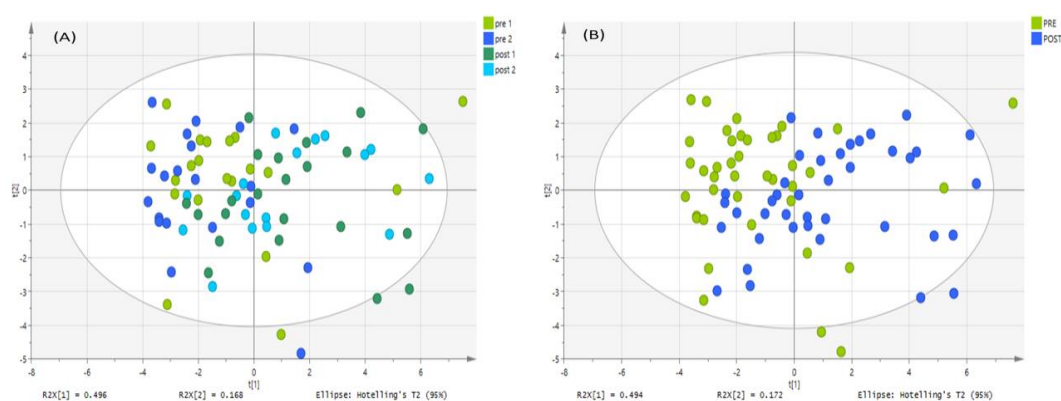 (A)
pre 1
pre 2
post 1
post 2
t[2]
4
3
2
1
0
-1
-2
-3
-4
-5
-8
-6
-4
-2
0
2
4
6
t[1]
R2X[1] = 0.496
R2X[2] = 0.168
Ellipse: Hotelling's T2 (95%)
(B)
PRE
POST
t[2]
4
3
2
1
0
-1
-2
-3
-4
-5
-8
-6
-4
-2
0
2
4
6
8
t[1]
R2X[1] = 0.494
R2X[2] = 0.172
Ellipse: Hotelling's T2 (95%)